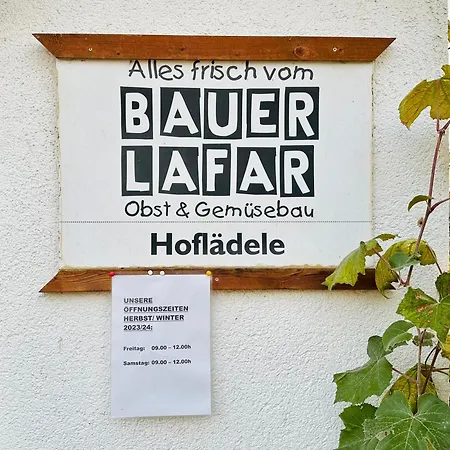 Alles frisch vom
BAUER
LAFAR
Obst & Gemüsebau
Hoflädele
UNSERE
ÖFFNUNGSZEITEN
HERBST/ WINTER
2023/24:
Freitag: 09.00 – 12.00h
Samstag: 09.00 – 12.00h